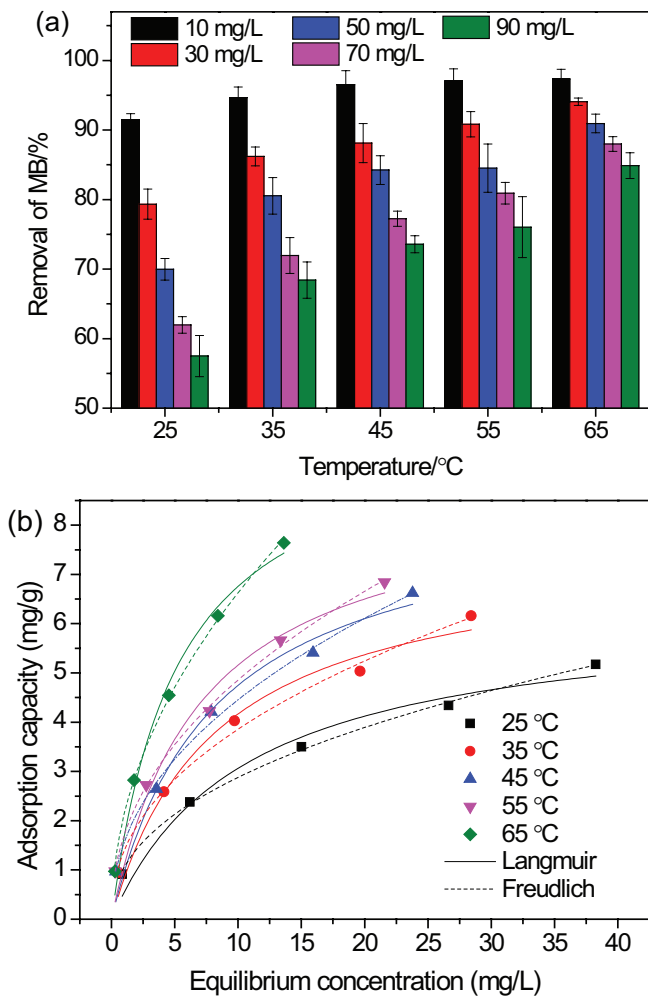 (a)
10 mg/L 50 mg/L 90 mg/L
30 mg/L 70 mg/L
Removal of MB/%
100
90
80
70
60
50
25 35 45 55 65
Temperature/°C
(b)
Adsorption capacity (mg/g)
8
7
6
5
4
3
2
1
0
25 °C
35 °C
45 °C
55 °C
65 °C
Langmuir
Freudlich
0 5 10 15 20 25 30 35 40
Equilibrium concentration (mg/L)